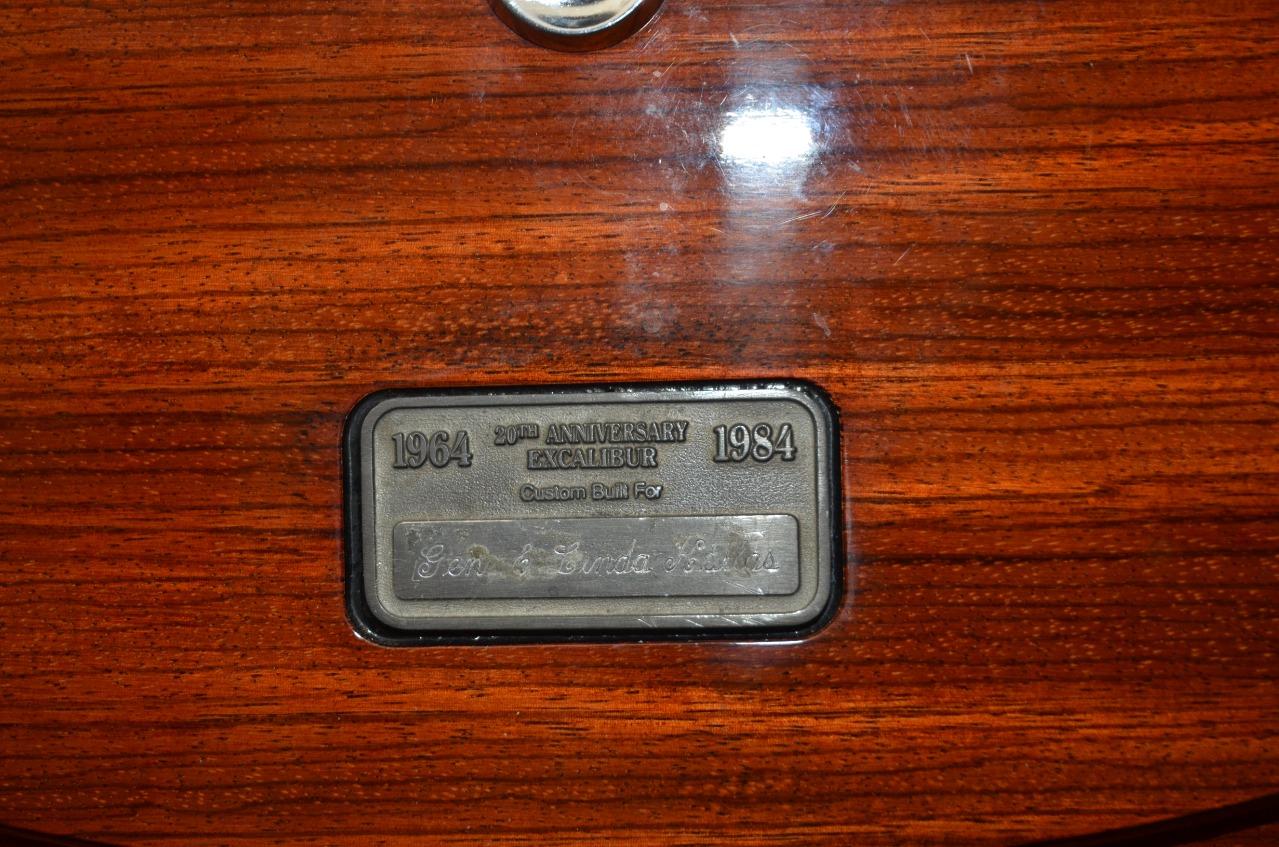 1964 20TH ANNIVERSARY 1984
EXCALIBUR
Custom Built For
& Linda